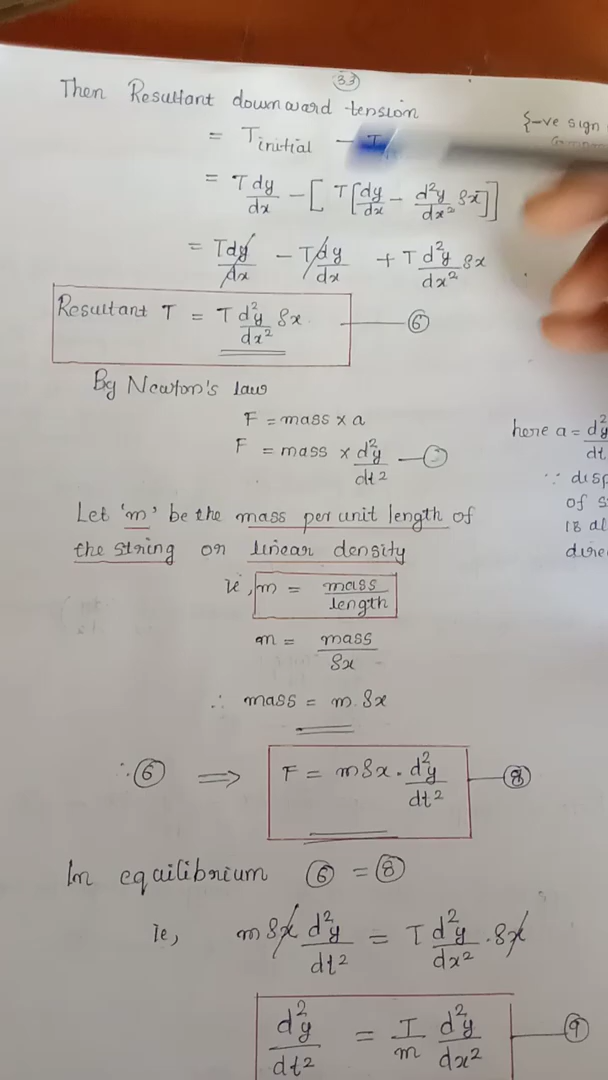 33
Then Resultant downward tension
{-ve sign
= Tinitial - T
= T dy/dx - [ T[dy/dx - d²y/dx² δx]]
= Tdy/dx - Tdy/dx + T d²y/dx² δx
Resultant T = T d²y/dx² δx — ⑥
By Newton's law
F = mass x a
here a = d²y/dt
F = mass x d²y/dt²
∵ disp
of s
is al
dire
Let 'm' be the mass per unit length of
the string or linear density
ie, m = mass/length
m = mass/δx
∴ mass = m. δx
∴ ⑥ ⟹ F = mδx . d²y/dt² — ⑧
In equilibrium ⑥ = ⑧
ie, mδx d²y/dt² = T d²y/dx² . δx
d²y/dt² = T/m d²y/dx² — ⑨